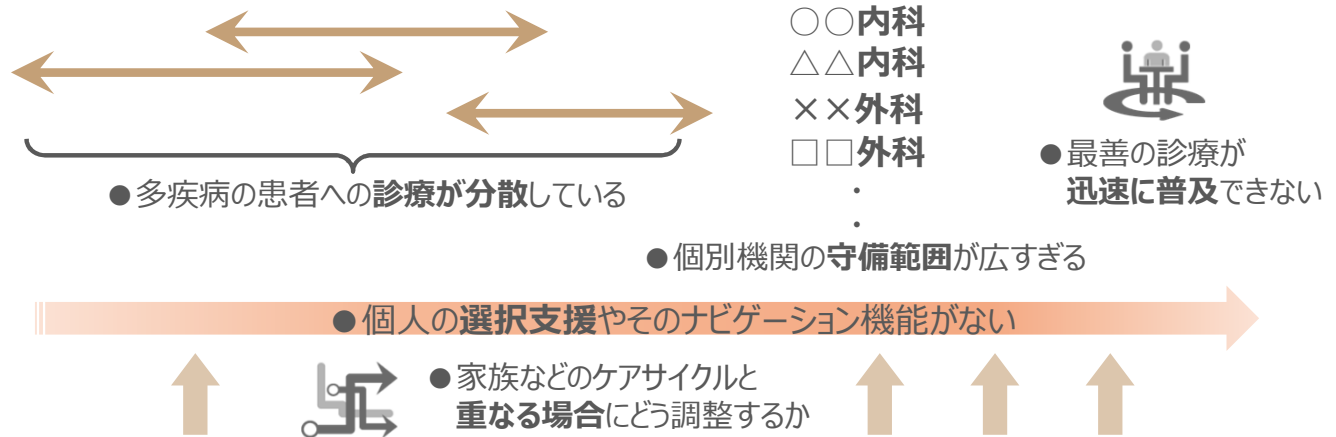 ○○内科
△△内科
××外科
□□外科
・
・
●多疾病の患者への診療が分散している
●最善の診療が
迅速に普及できない
●個別機関の守備範囲が広すぎる
●個人の選択支援やそのナビゲーション機能がない
●家族などのケアサイクルと
重なる場合にどう調整するか